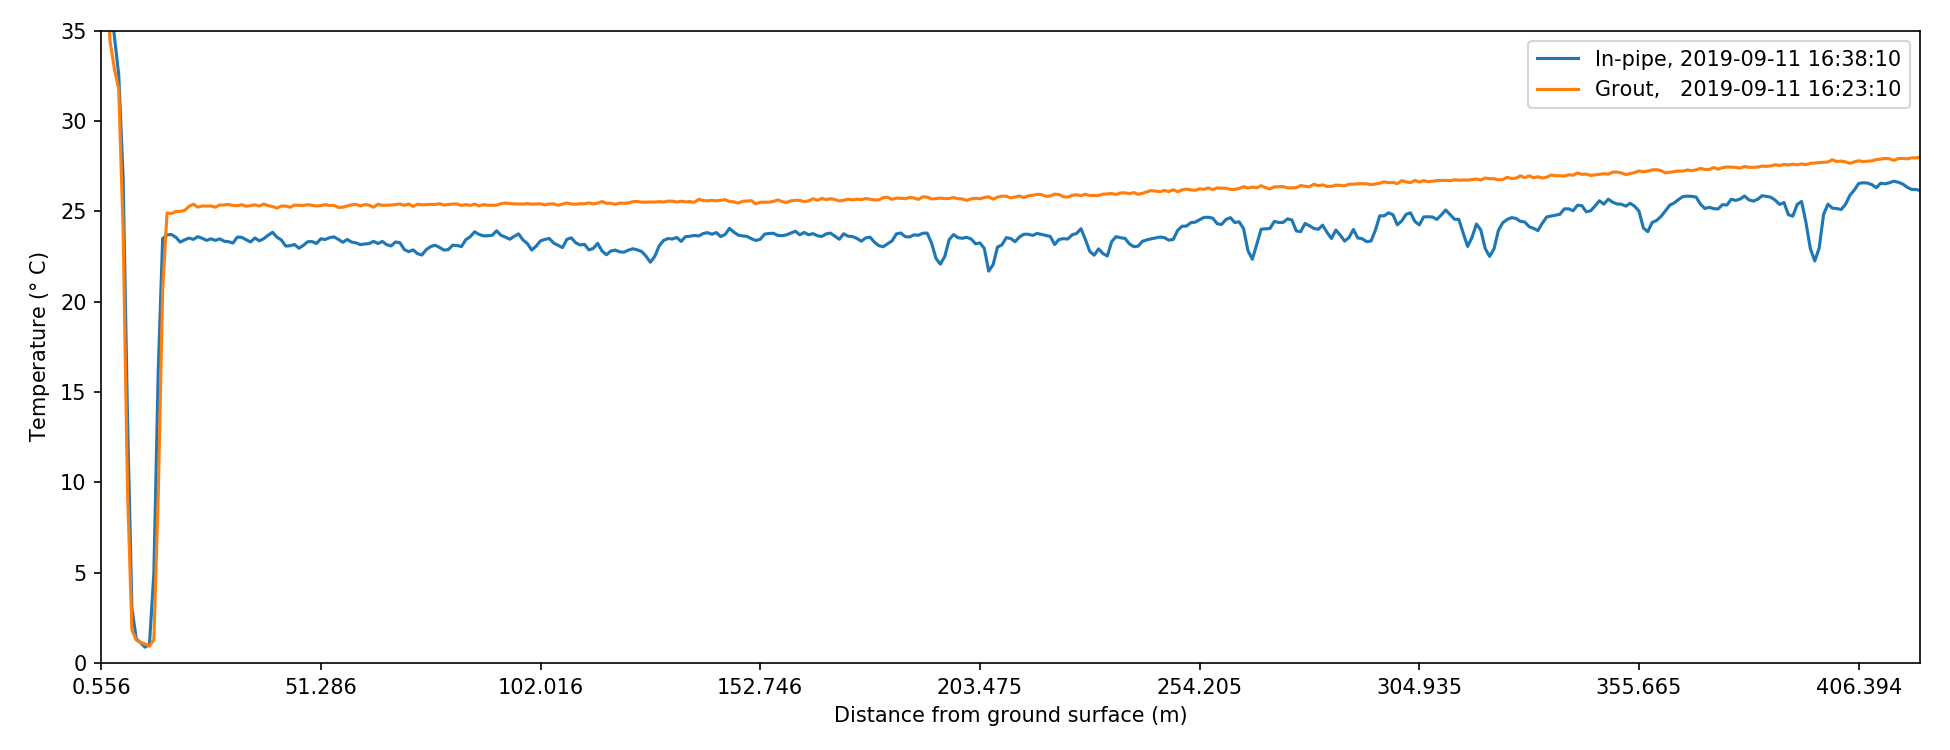 35
30
25
20
15
10
5
0
Temperature (° C)
In-pipe, 2019-09-11 16:38:10
Grout,   2019-09-11 16:23:10
0.556 51.286 102.016 152.746 203.475 254.205 304.935 355.665 406.394
Distance from ground surface (m)